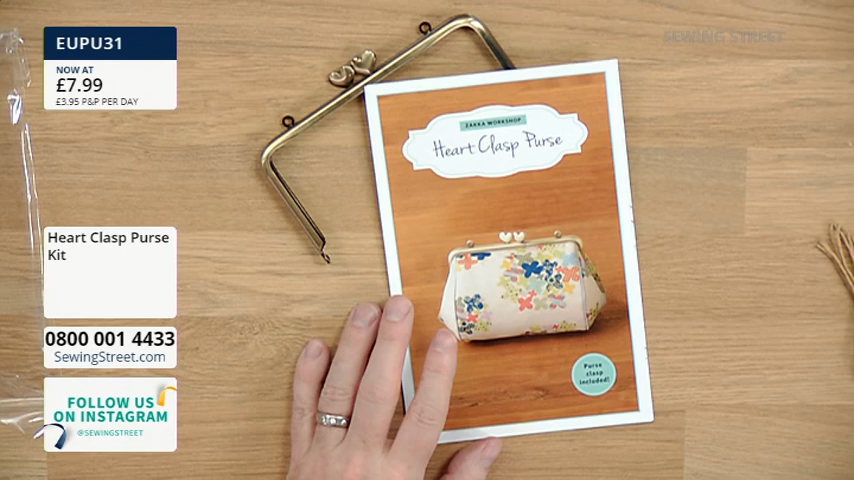 EUPU31
NOW AT
£7.99
£3.95 P&P PER DAY
Heart Clasp Purse
Kit
0800 001 4433
SewingStreet.com
FOLLOW US
ON INSTAGRAM
@SEWINGSTREET
SEWING STREET
ZAKKA WORKSHOP
Heart Clasp Purse
Purse
clasp
included!